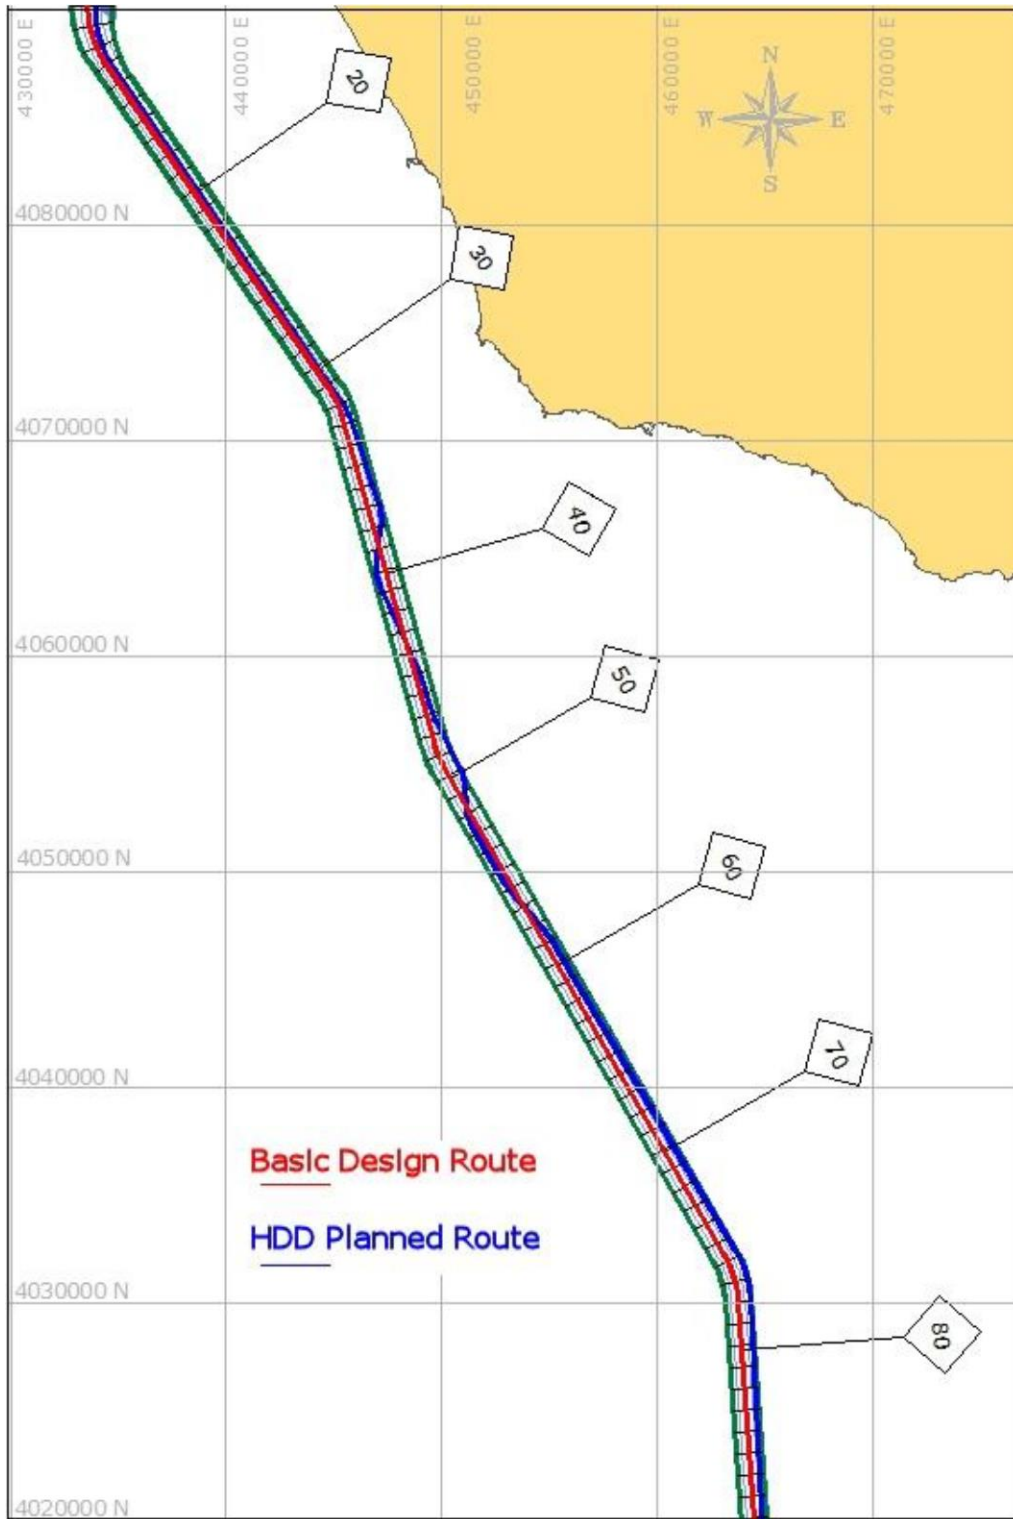 430000 E
440000 E
450000 E
460000 E
470000 E
N
W E
S
20
4080000 N
30
4070000 N
40
4060000 N
50
4050000 N
60
4040000 N
70
Basic Design Route
HDD Planned Route
4030000 N
80
4020000 N